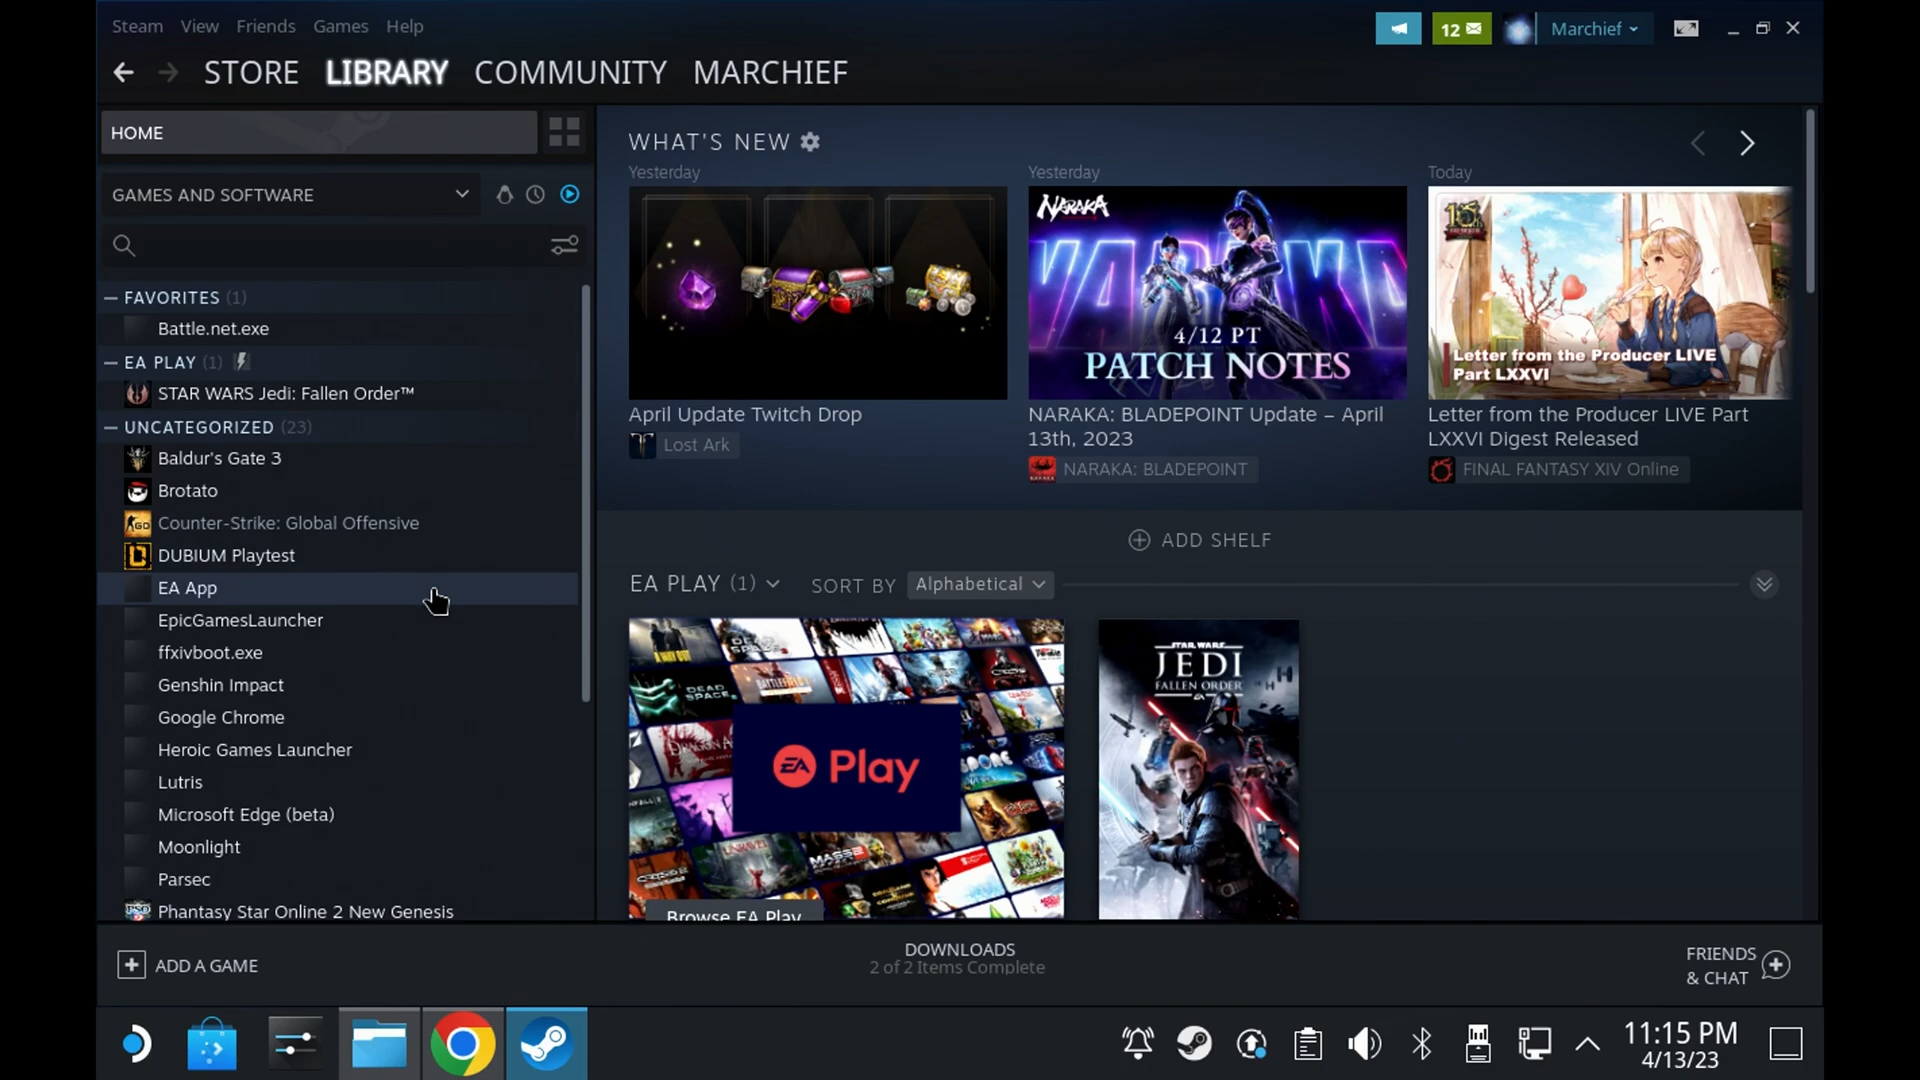 Steam View Friends Games Help
12
Marchief
STORE LIBRARY COMMUNITY MARCHIEF
HOME
GAMES AND SOFTWARE
FAVORITES (1)
Battle.net.exe
EA PLAY (1)
STAR WARS Jedi: Fallen Order™
UNCATEGORIZED (23)
Baldur's Gate 3
Brotato
Counter-Strike: Global Offensive
DUBIUM Playtest
EA App
EpicGamesLauncher
ffxivboot.exe
Genshin Impact
Google Chrome
Heroic Games Launcher
Lutris
Microsoft Edge (beta)
Moonlight
Parsec
Phantasy Star Online 2 New Genesis
WHAT'S NEW
Yesterday
April Update Twitch Drop
Lost Ark
Yesterday
NARAKA
4/12 PT
PATCH NOTES
NARAKA: BLADEPOINT Update – April
13th, 2023
NARAKA: BLADEPOINT
Today
Letter from the Producer LIVE
Part LXXVI
Letter from the Producer LIVE Part
LXXVI Digest Released
FINAL FANTASY XIV Online
ADD SHELF
EA PLAY (1) SORT BY Alphabetical
EA Play
Browse EA Play
STAR WARS
JEDI
FALLEN ORDER
ADD A GAME
DOWNLOADS
2 of 2 Items Complete
FRIENDS
& CHAT
11:15 PM
4/13/23